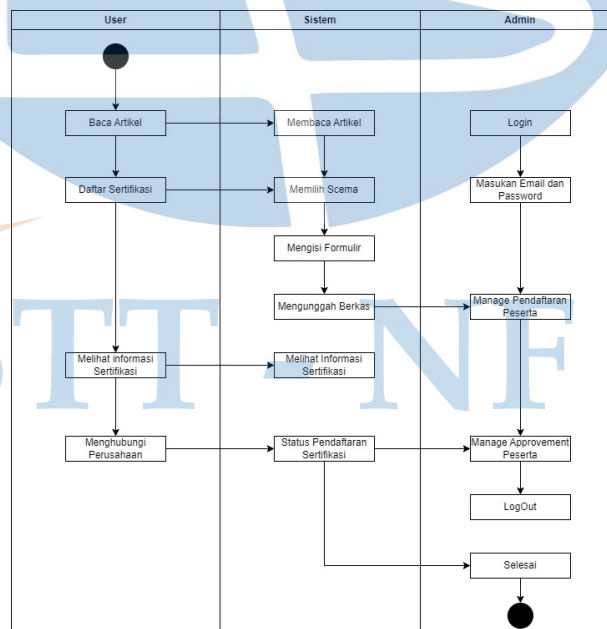 User
Sistem
Admin
Baca Artikel
Membaca Artikel
Login
Daftar Sertifikasi
Memilih Scema
Masukan Email dan
Password
Mengisi Formulir
Mengunggah Berkas
Manage Pendaftaran
Peserta
Melihat informasi
Sertifikasi
Melihat Informasi
Sertifikasi
Menghubungi
Perusahaan
Status Pendaftaran
Sertifikasi
Manage Approvement
Peserta
LogOut
Selesai
STT - NF